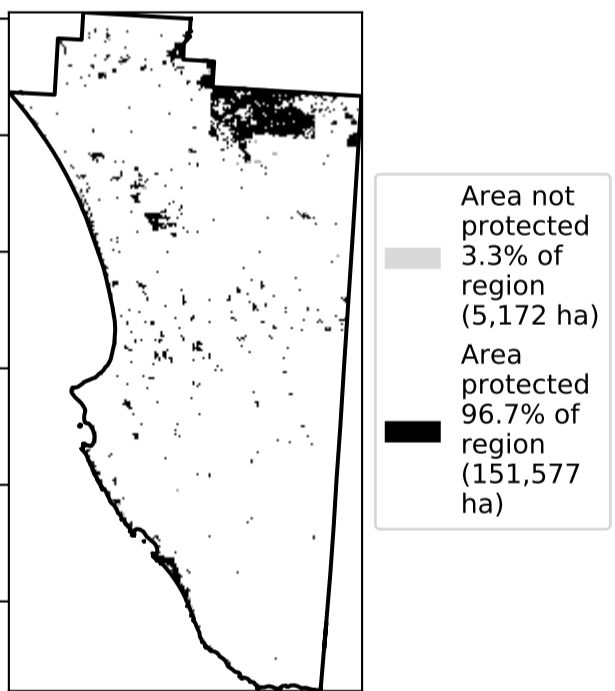 Area not
protected
3.3% of
region
(5,172 ha)
Area
protected
96.7% of
region
(151,577
ha)